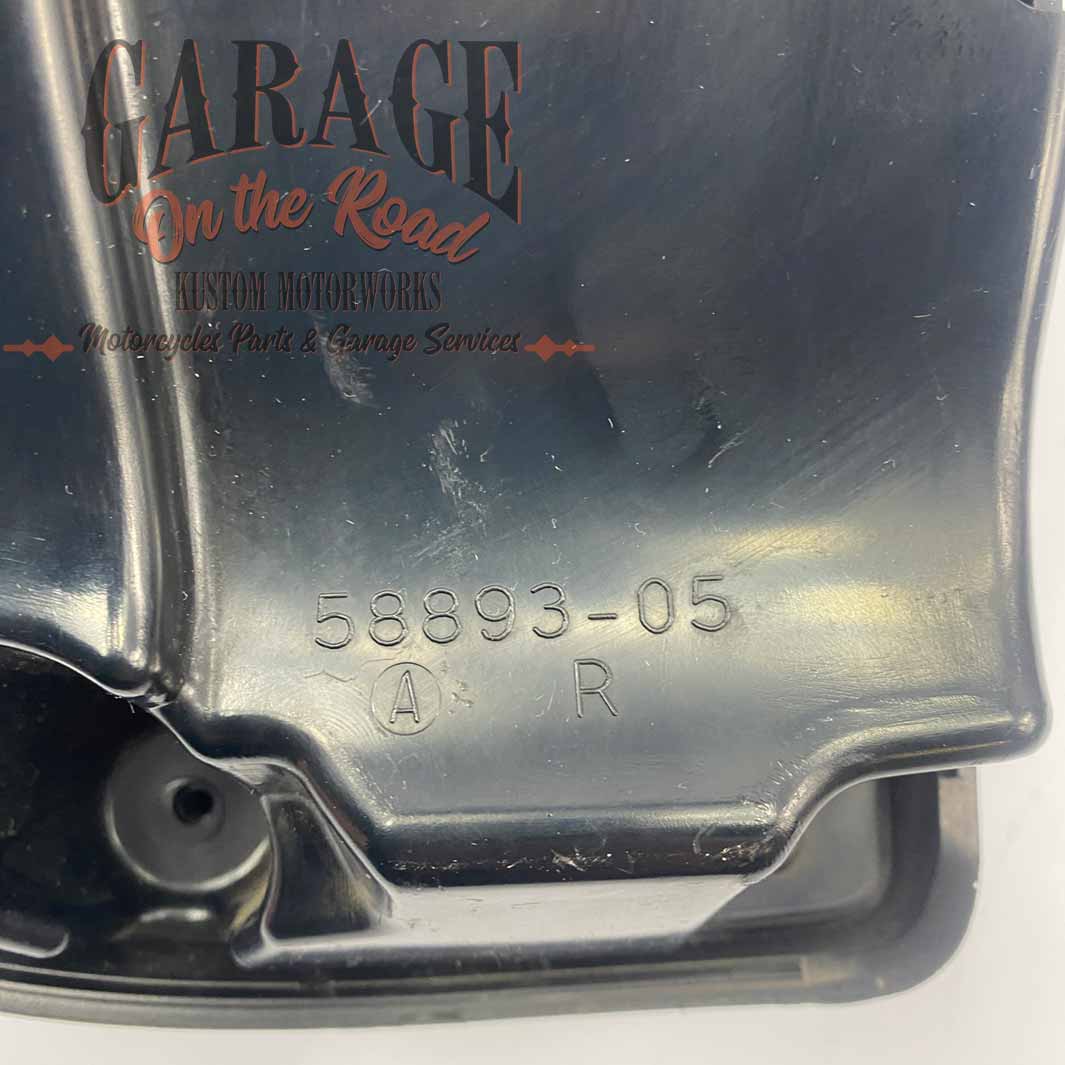 GARAGE
On the Road
KUSTOM MOTORWORKS
Motorcycles Parts & Garage Services
58893-05
A R